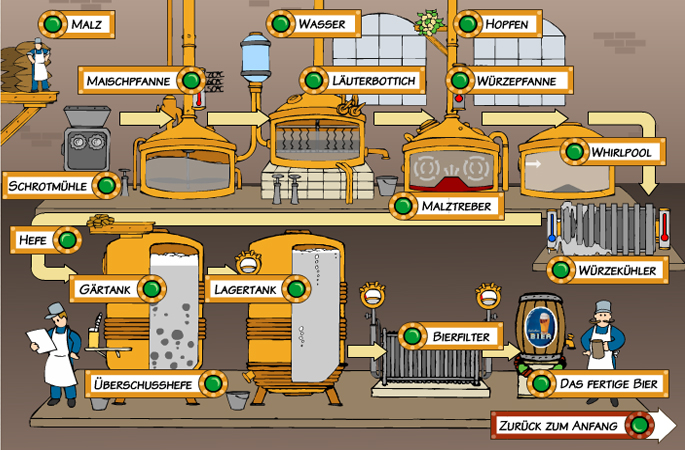 MALZ
WASSER
HOPFEN
MAISCHPFANNE
LÄUTERBOTTICH
WÜRZEPFANNE
WHIRLPOOL
SCHROTMÜHLE
MALZTREBER
HEFE
WÜRZEKÜHLER
GÄRTANK
LAGERTANK
BIERFILTER
BIER
ÜBERSCHUSSHEFE
DAS FERTIGE BIER
ZURÜCK ZUM ANFANG